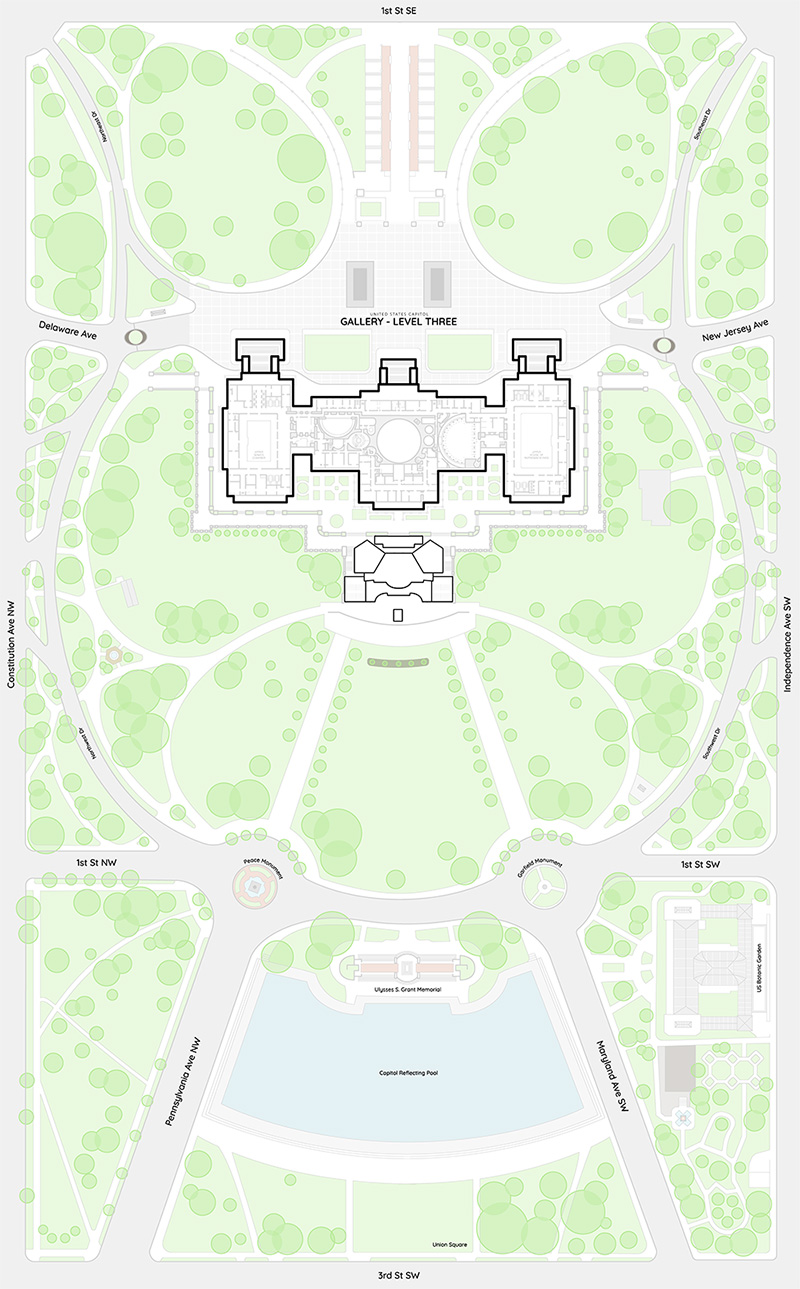 1st St SE
Northeast Dr
Southeast Dr
UNITED STATES CAPITOL
GALLERY - LEVEL THREE
Delaware Ave
New Jersey Ave
Constitution Ave NW
Independence Ave SW
Northwest Dr
Southwest Dr
1st St NW
Peace Monument
Garfield Monument
1st St SW
US Botanic Garden
Ulysses S. Grant Memorial
Pennsylvania Ave NW
Capitol Reflecting Pool
Maryland Ave SW
Union Square
3rd St SW